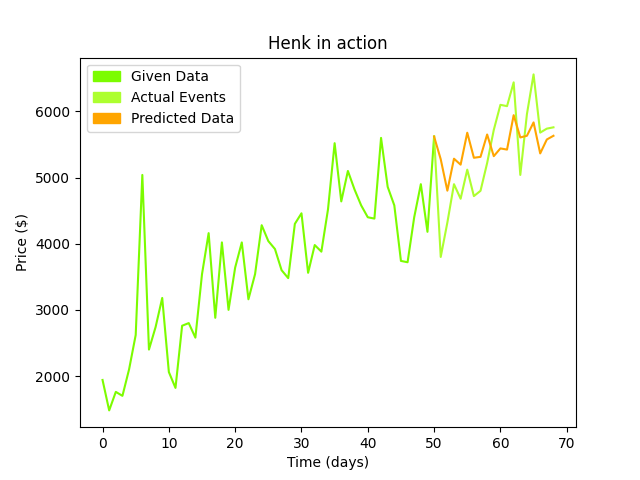 Henk in action
Given Data
Actual Events
Predicted Data
Price ($)
6000
5000
4000
3000
2000
0 10 20 30 40 50 60 70
Time (days)